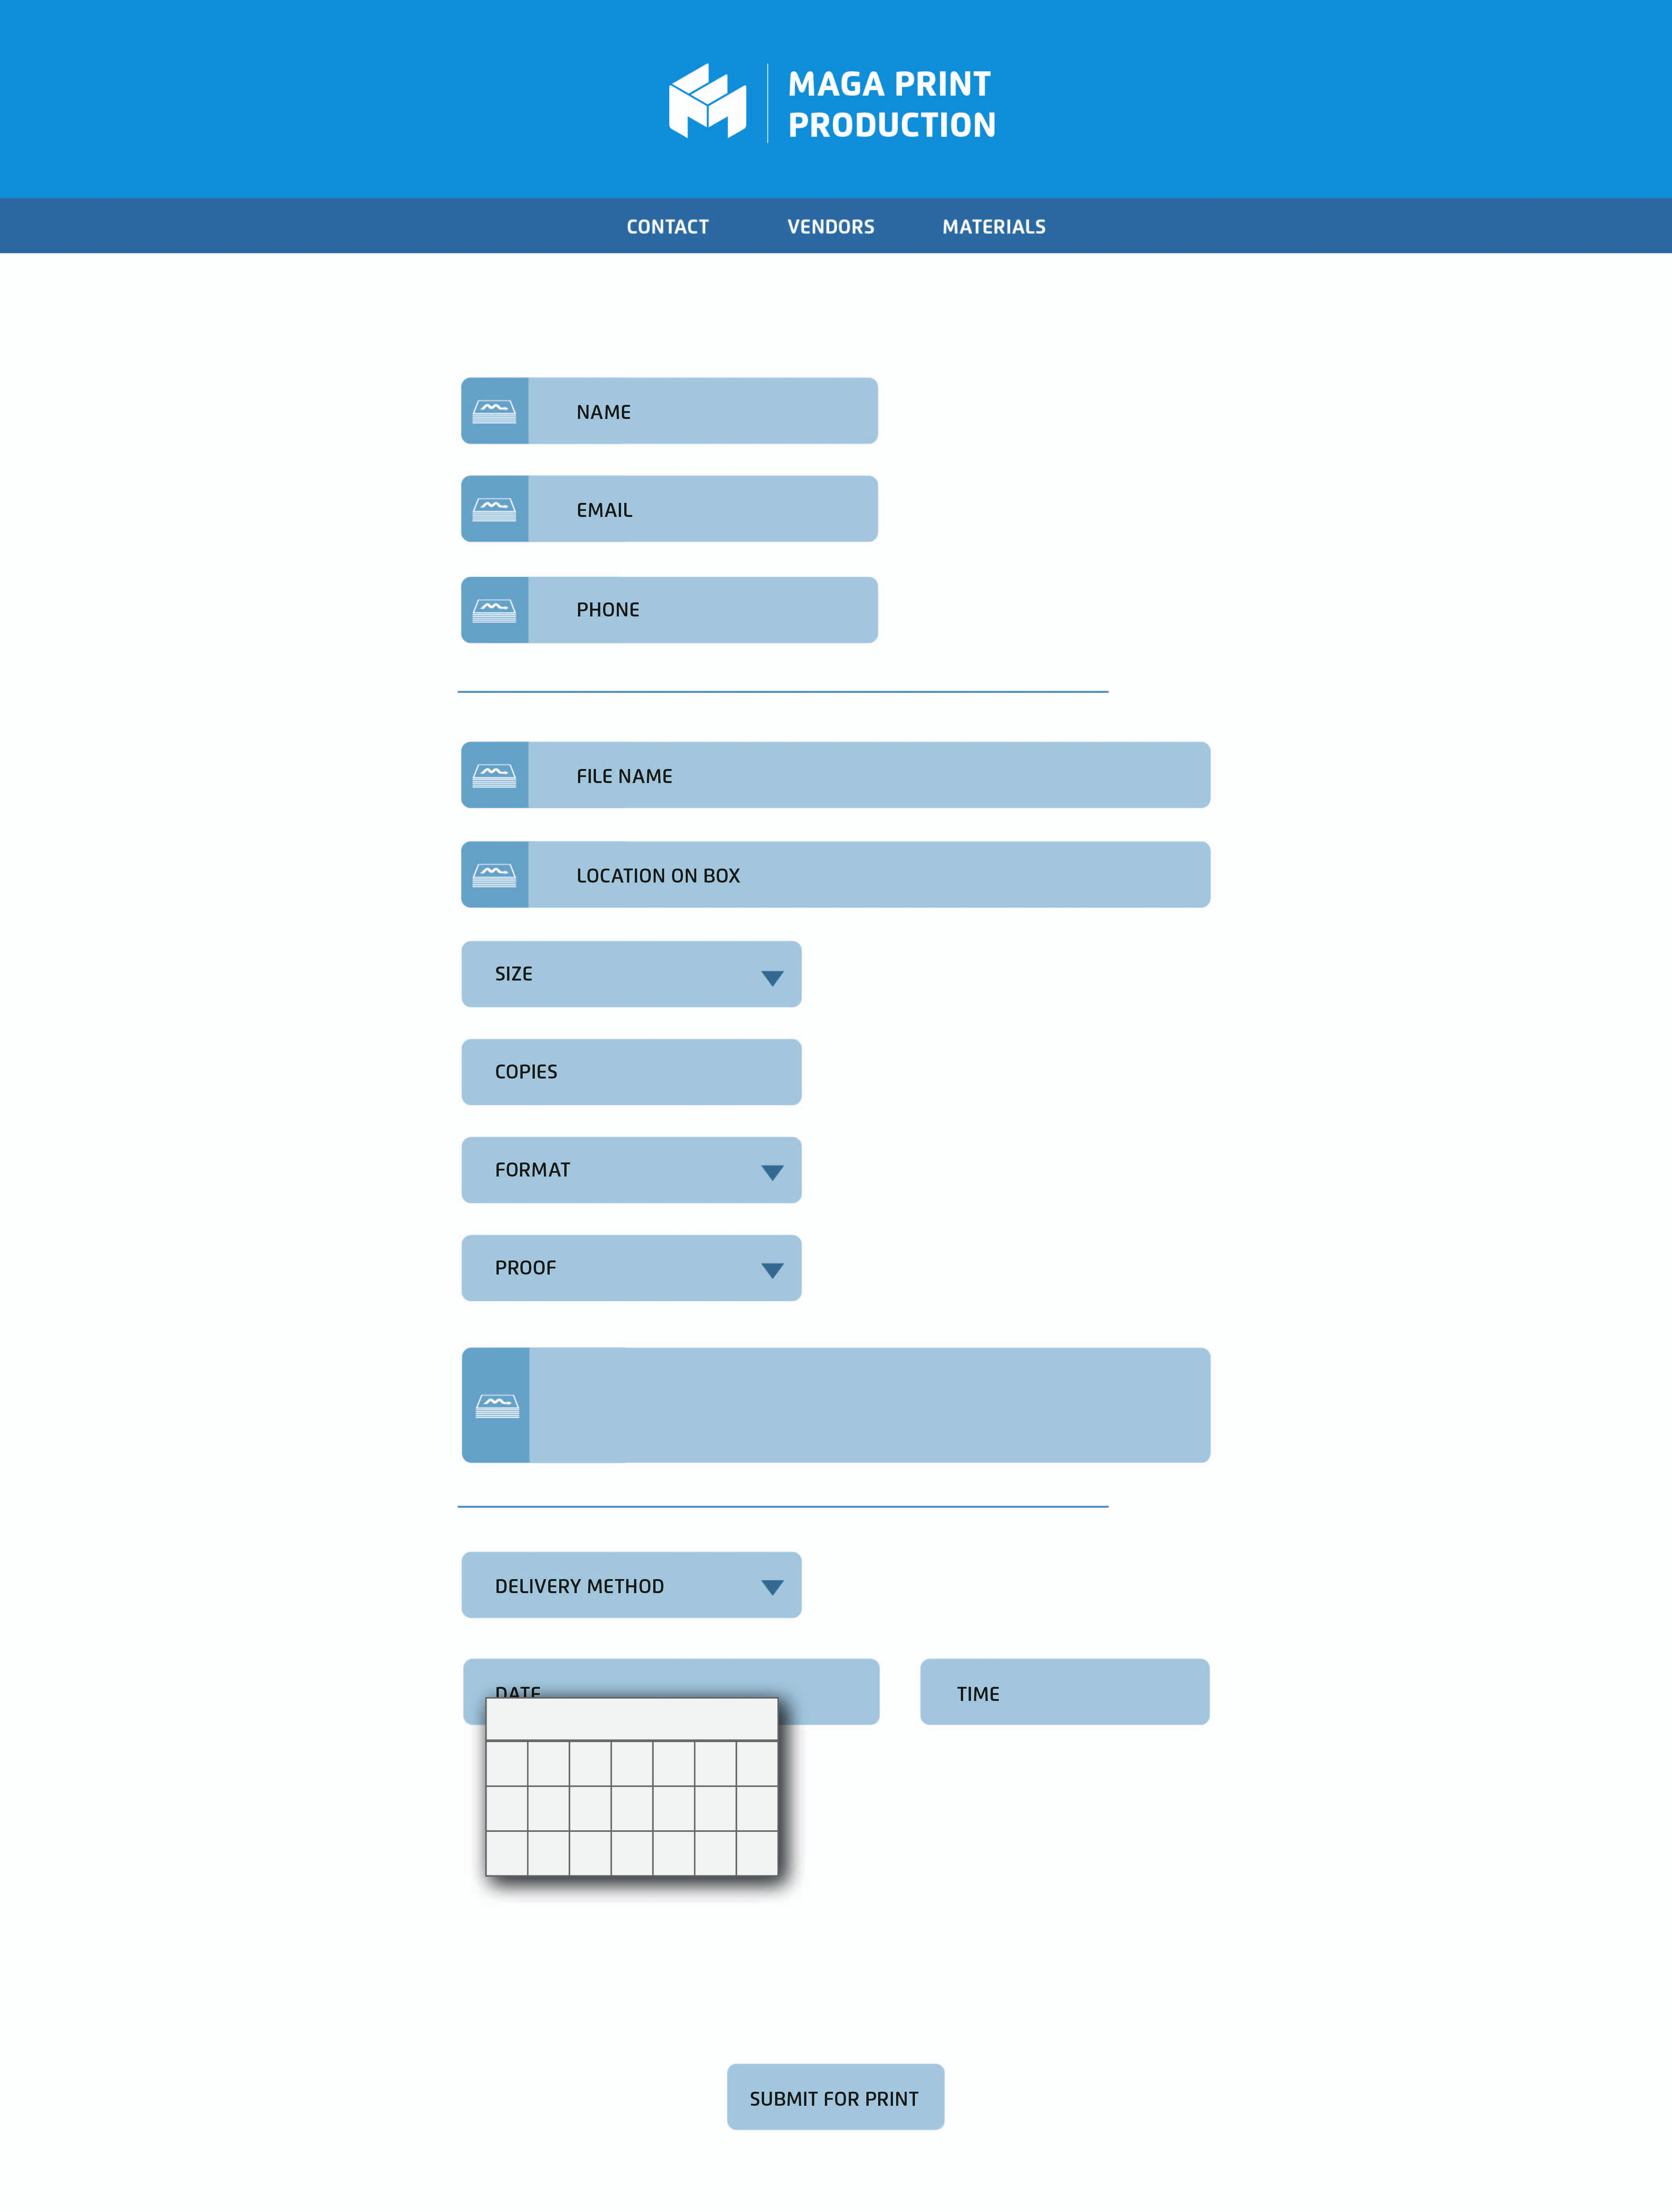 MAGA PRINT
PRODUCTION
CONTACT VENDORS MATERIALS
NAME
EMAIL
PHONE
FILE NAME
LOCATION ON BOX
SIZE
COPIES
FORMAT
PROOF
DELIVERY METHOD
DATE TIME
SUBMIT FOR PRINT